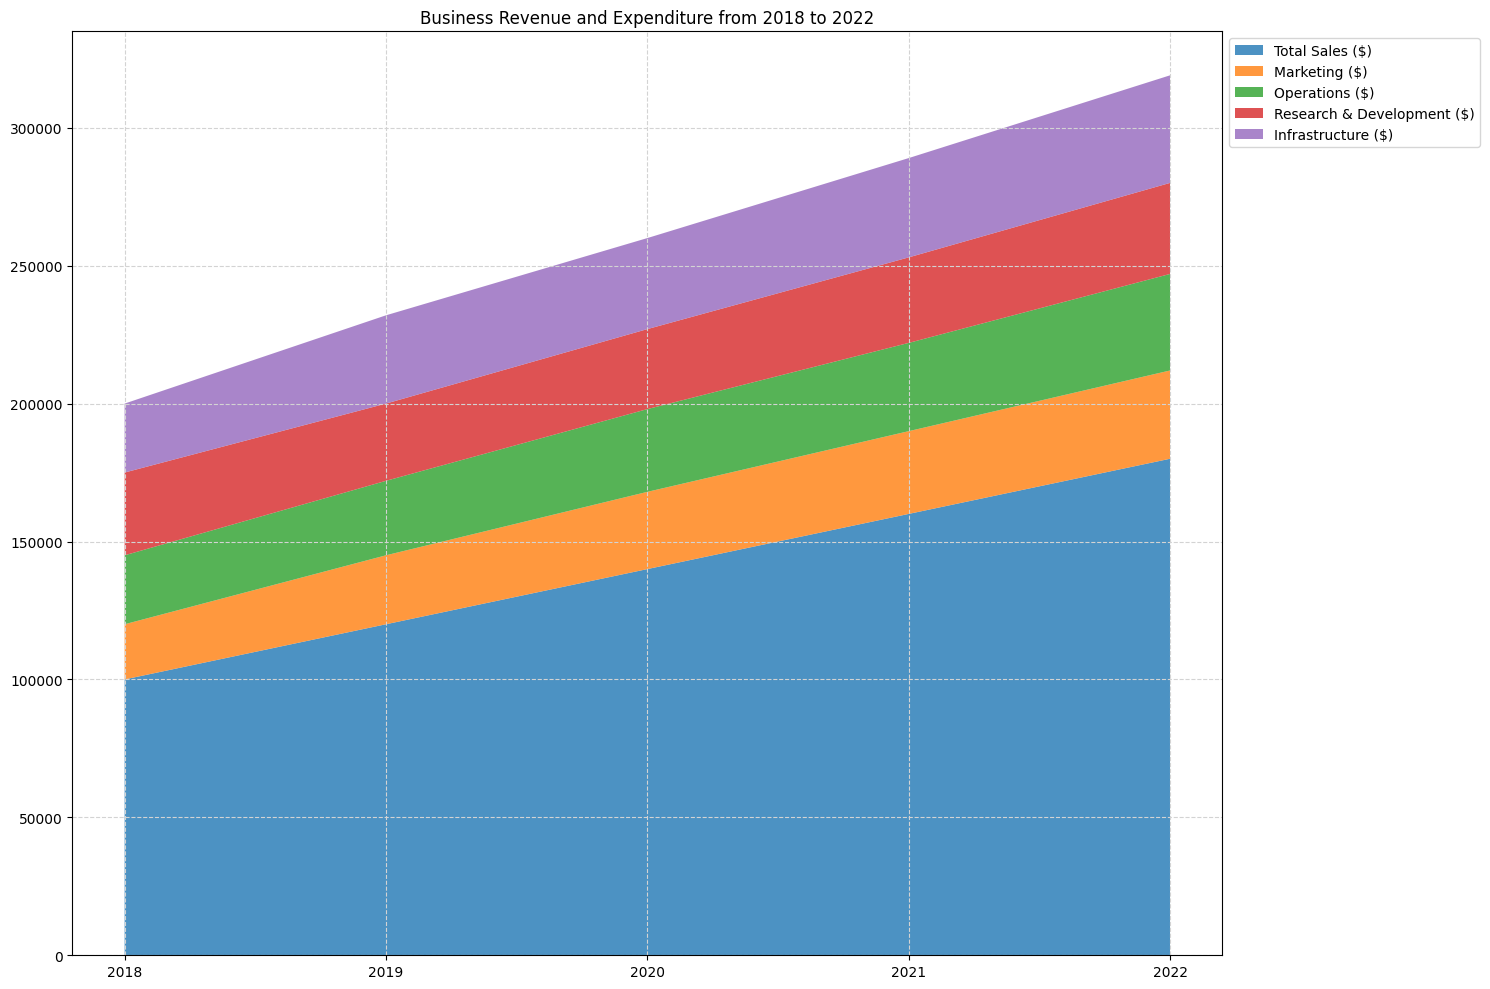 Business Revenue and Expenditure from 2018 to 2022
Total Sales ($)
Marketing ($)
Operations ($)
Research & Development ($)
Infrastructure ($)
300000
250000
200000
150000
100000
50000
0
2018 2019 2020 2021 2022